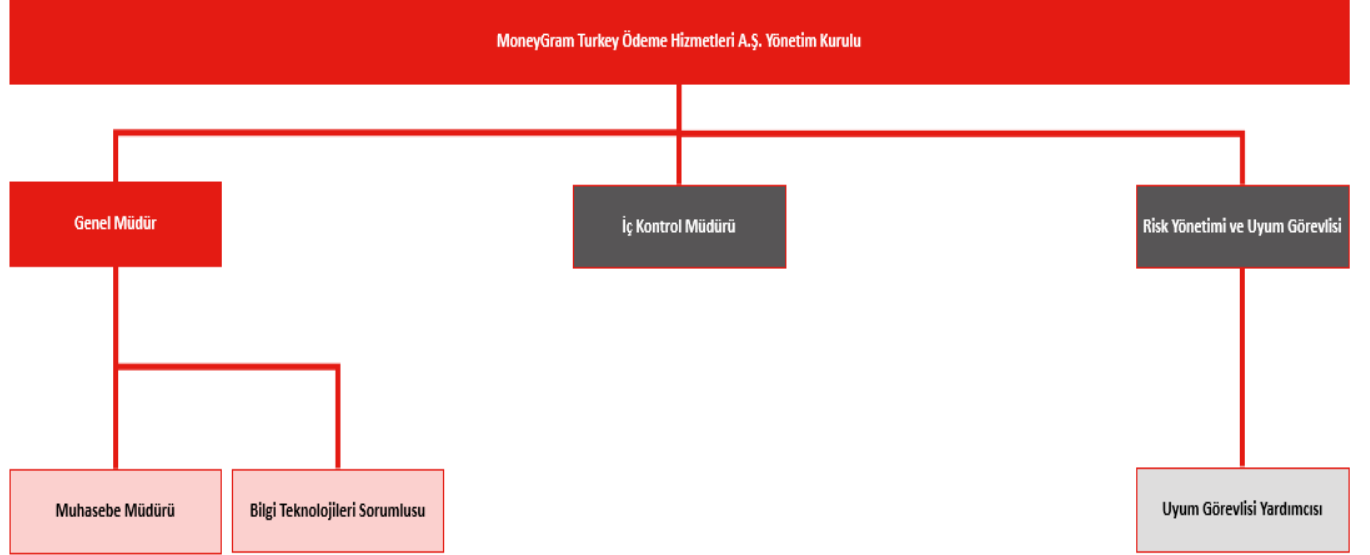 MoneyGram Turkey Ödeme Hizmetleri A.Ş. Yönetim Kurulu
Genel Müdür
İç Kontrol Müdürü
Risk Yönetimi ve Uyum Görevlisi
Muhasebe Müdürü
Bilgi Teknolojileri Sorumlusu
Uyum Görevlisi Yardımcısı